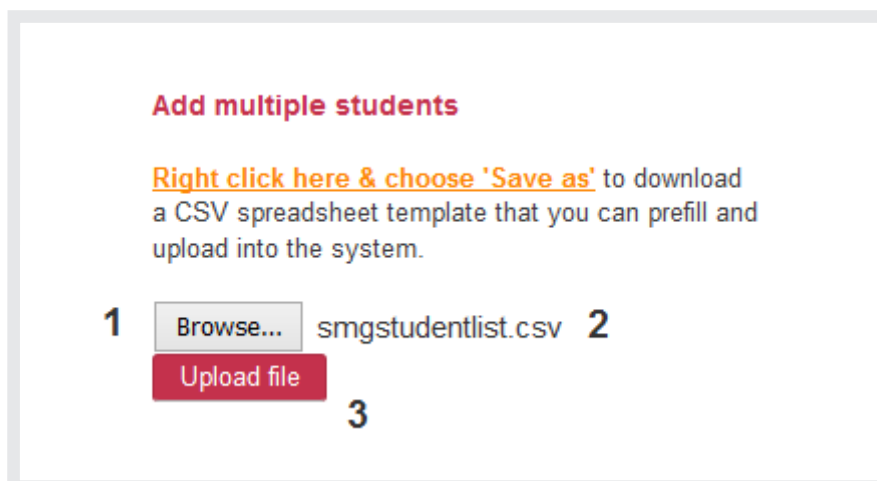 Add multiple students
Right click here & choose 'Save as' to download
a CSV spreadsheet template that you can prefill and
upload into the system.
1 Browse... smgstudentlist.csv 2
Upload file
3